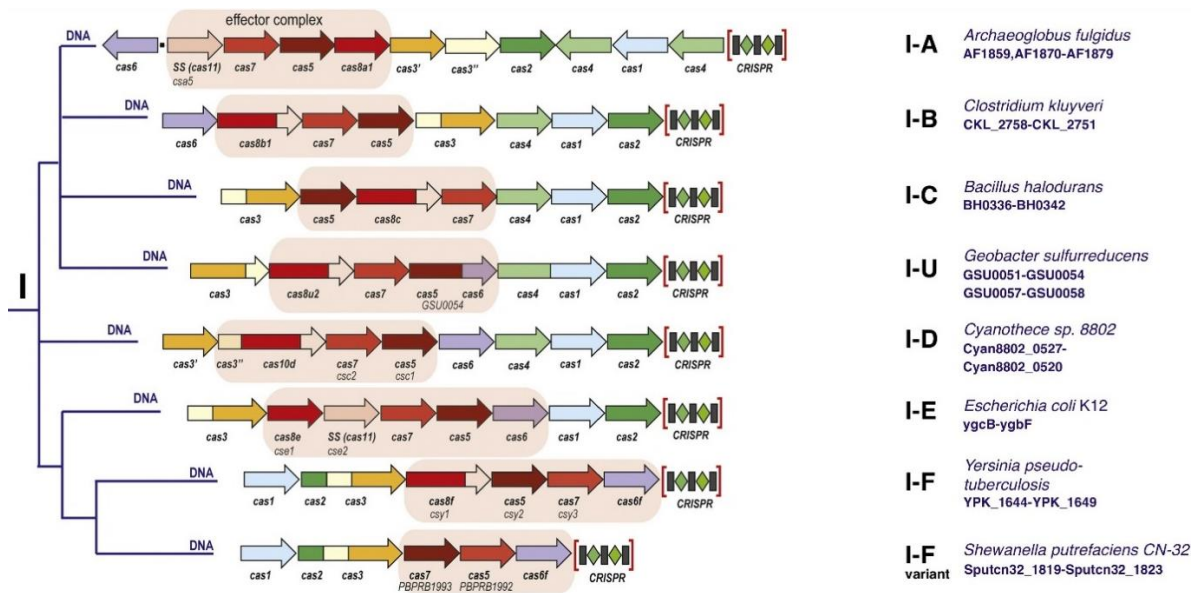 effector complex
DNA
cas6
SS (cas11)
csa5
cas7
cas5
cas8a1
cas3'
cas3''
cas2
cas4
cas1
cas4
CRISPR
I-A
Archaeoglobus fulgidus
AF1859,AF1870-AF1879
DNA
cas6
cas8b1
cas7
cas5
cas3
cas4
cas1
cas2
CRISPR
I-B
Clostridium kluyveri
CKL_2758-CKL_2751
DNA
cas3
cas5
cas8c
cas7
cas4
cas1
cas2
CRISPR
I-C
Bacillus halodurans
BH0336-BH0342
I
DNA
cas3
cas8u2
cas7
cas5
GSU0054
cas6
cas4
cas1
cas2
CRISPR
I-U
Geobacter sulfurreducens
GSU0051-GSU0054
GSU0057-GSU0058
DNA
cas3'
cas3''
cas10d
cas7
csc2
cas5
csc1
cas6
cas4
cas1
cas2
CRISPR
I-D
Cyanothece sp. 8802
Cyan8802_0527-
Cyan8802_0520
DNA
cas3
cas8e
cse1
SS (cas11)
cse2
cas7
cas5
cas6
cas1
cas2
CRISPR
I-E
Escherichia coli K12
ygcB-ygbF
DNA
cas1
cas2
cas3
cas8f
csy1
cas5
csy2
cas7
csy3
cas6f
CRISPR
I-F
Yersinia pseudo-
tuberculosis
YPK_1644-YPK_1649
DNA
cas1
cas2
cas3
cas7
PBPRB1993
cas5
PBPRB1992
cas6f
CRISPR
I-F
variant
Shewanella putrefaciens CN-32
Sputcn32_1819-Sputcn32_1823